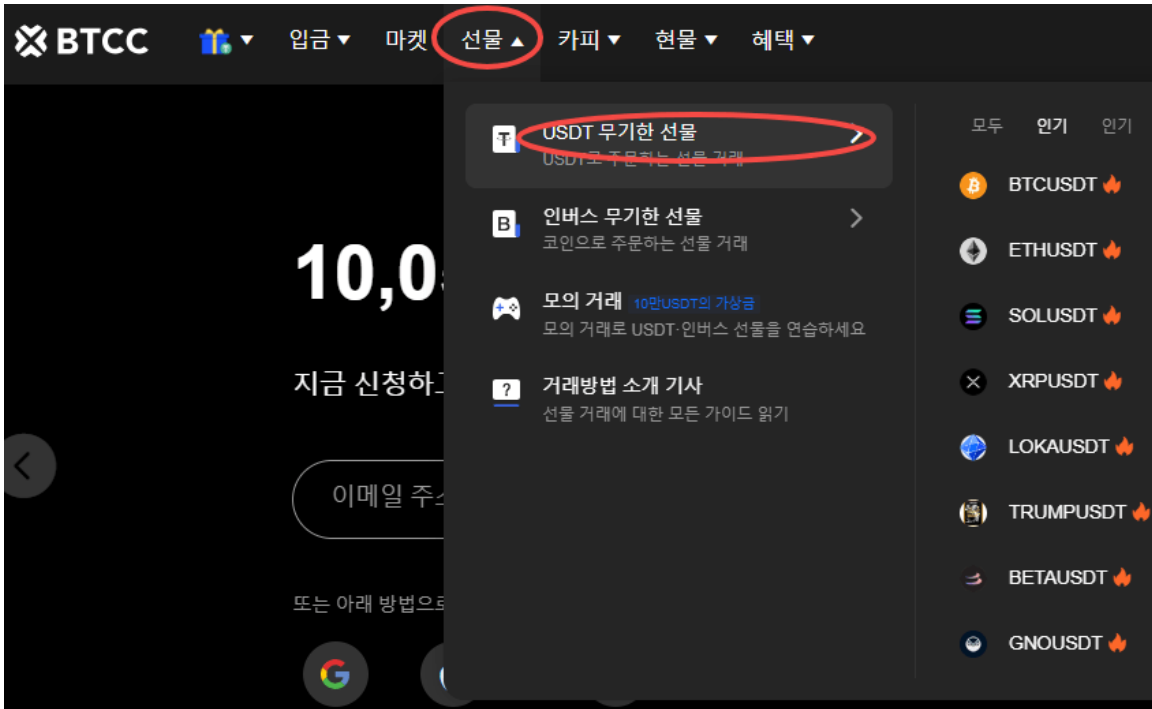 BTCC 입금 ▼ 마켓 선물 ▲ 카피 ▼ 현물 ▼ 혜택 ▼
USDT 무기한 선물
USDT로 주문하는 선물 거래
인버스 무기한 선물
코인으로 주문하는 선물 거래
모의 거래 10만USDT의 가상금
모의 거래로 USDT·인버스 선물을 연습하세요
거래방법 소개 기사
선물 거래에 대한 모든 가이드 읽기
모두 인기 인기
BTCUSDT
ETHUSDT
SOLUSDT
XRPUSDT
LOKAUSDT
TRUMPUSDT
BETAUSDT
GNOUSDT
10,0
지금 신청하
이메일
또는 아래 방법으